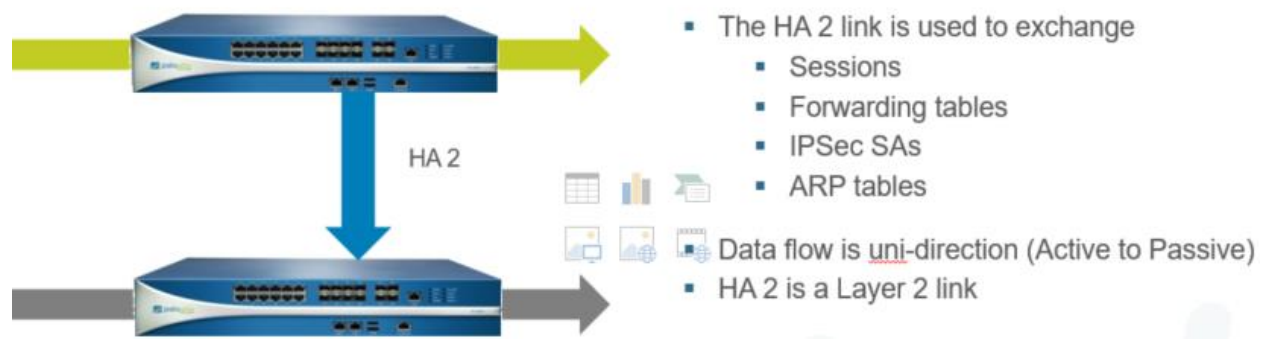 The HA 2 link is used to exchange
Sessions
Forwarding tables
IPSec SAs
ARP tables
HA 2
Data flow is uni-direction (Active to Passive)
HA 2 is a Layer 2 link